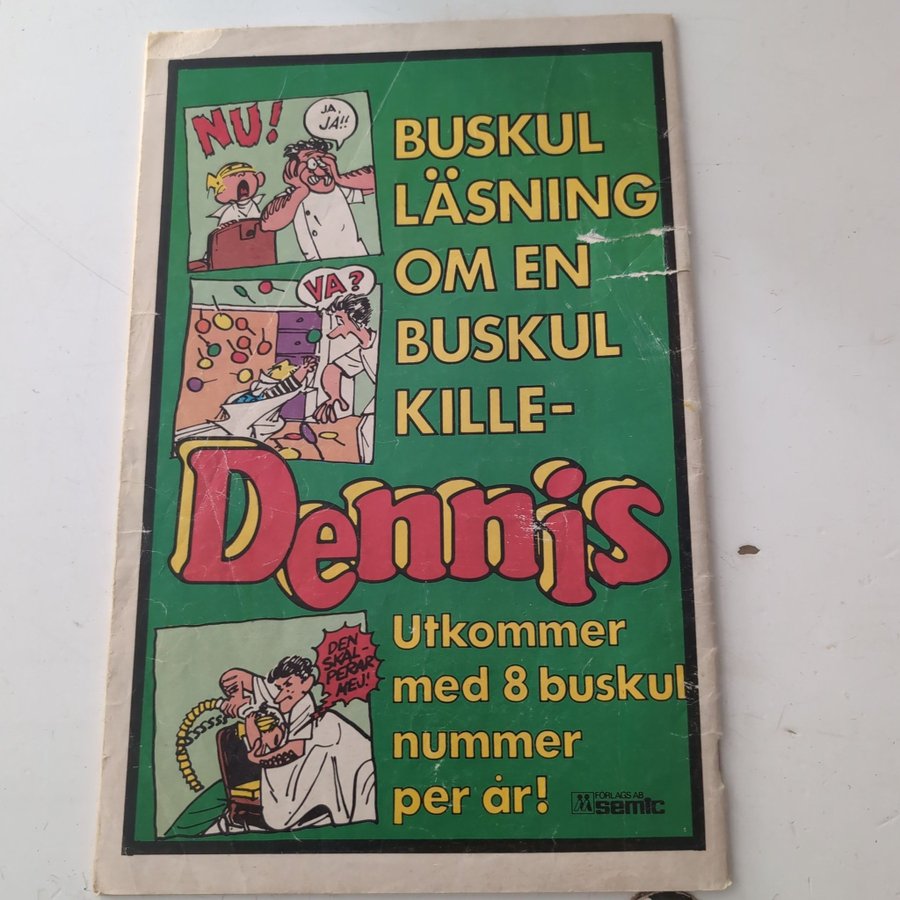 NU!
JA,
JA!!
BUSKUL
LÄSNING
OM EN
BUSKUL
KILLE-
VA?
Dennis
DEN
SKAL-
PERAR
MEJ!
Utkommer
med 8 buskul
nummer
per år!
FÖRLAGS AB
semic